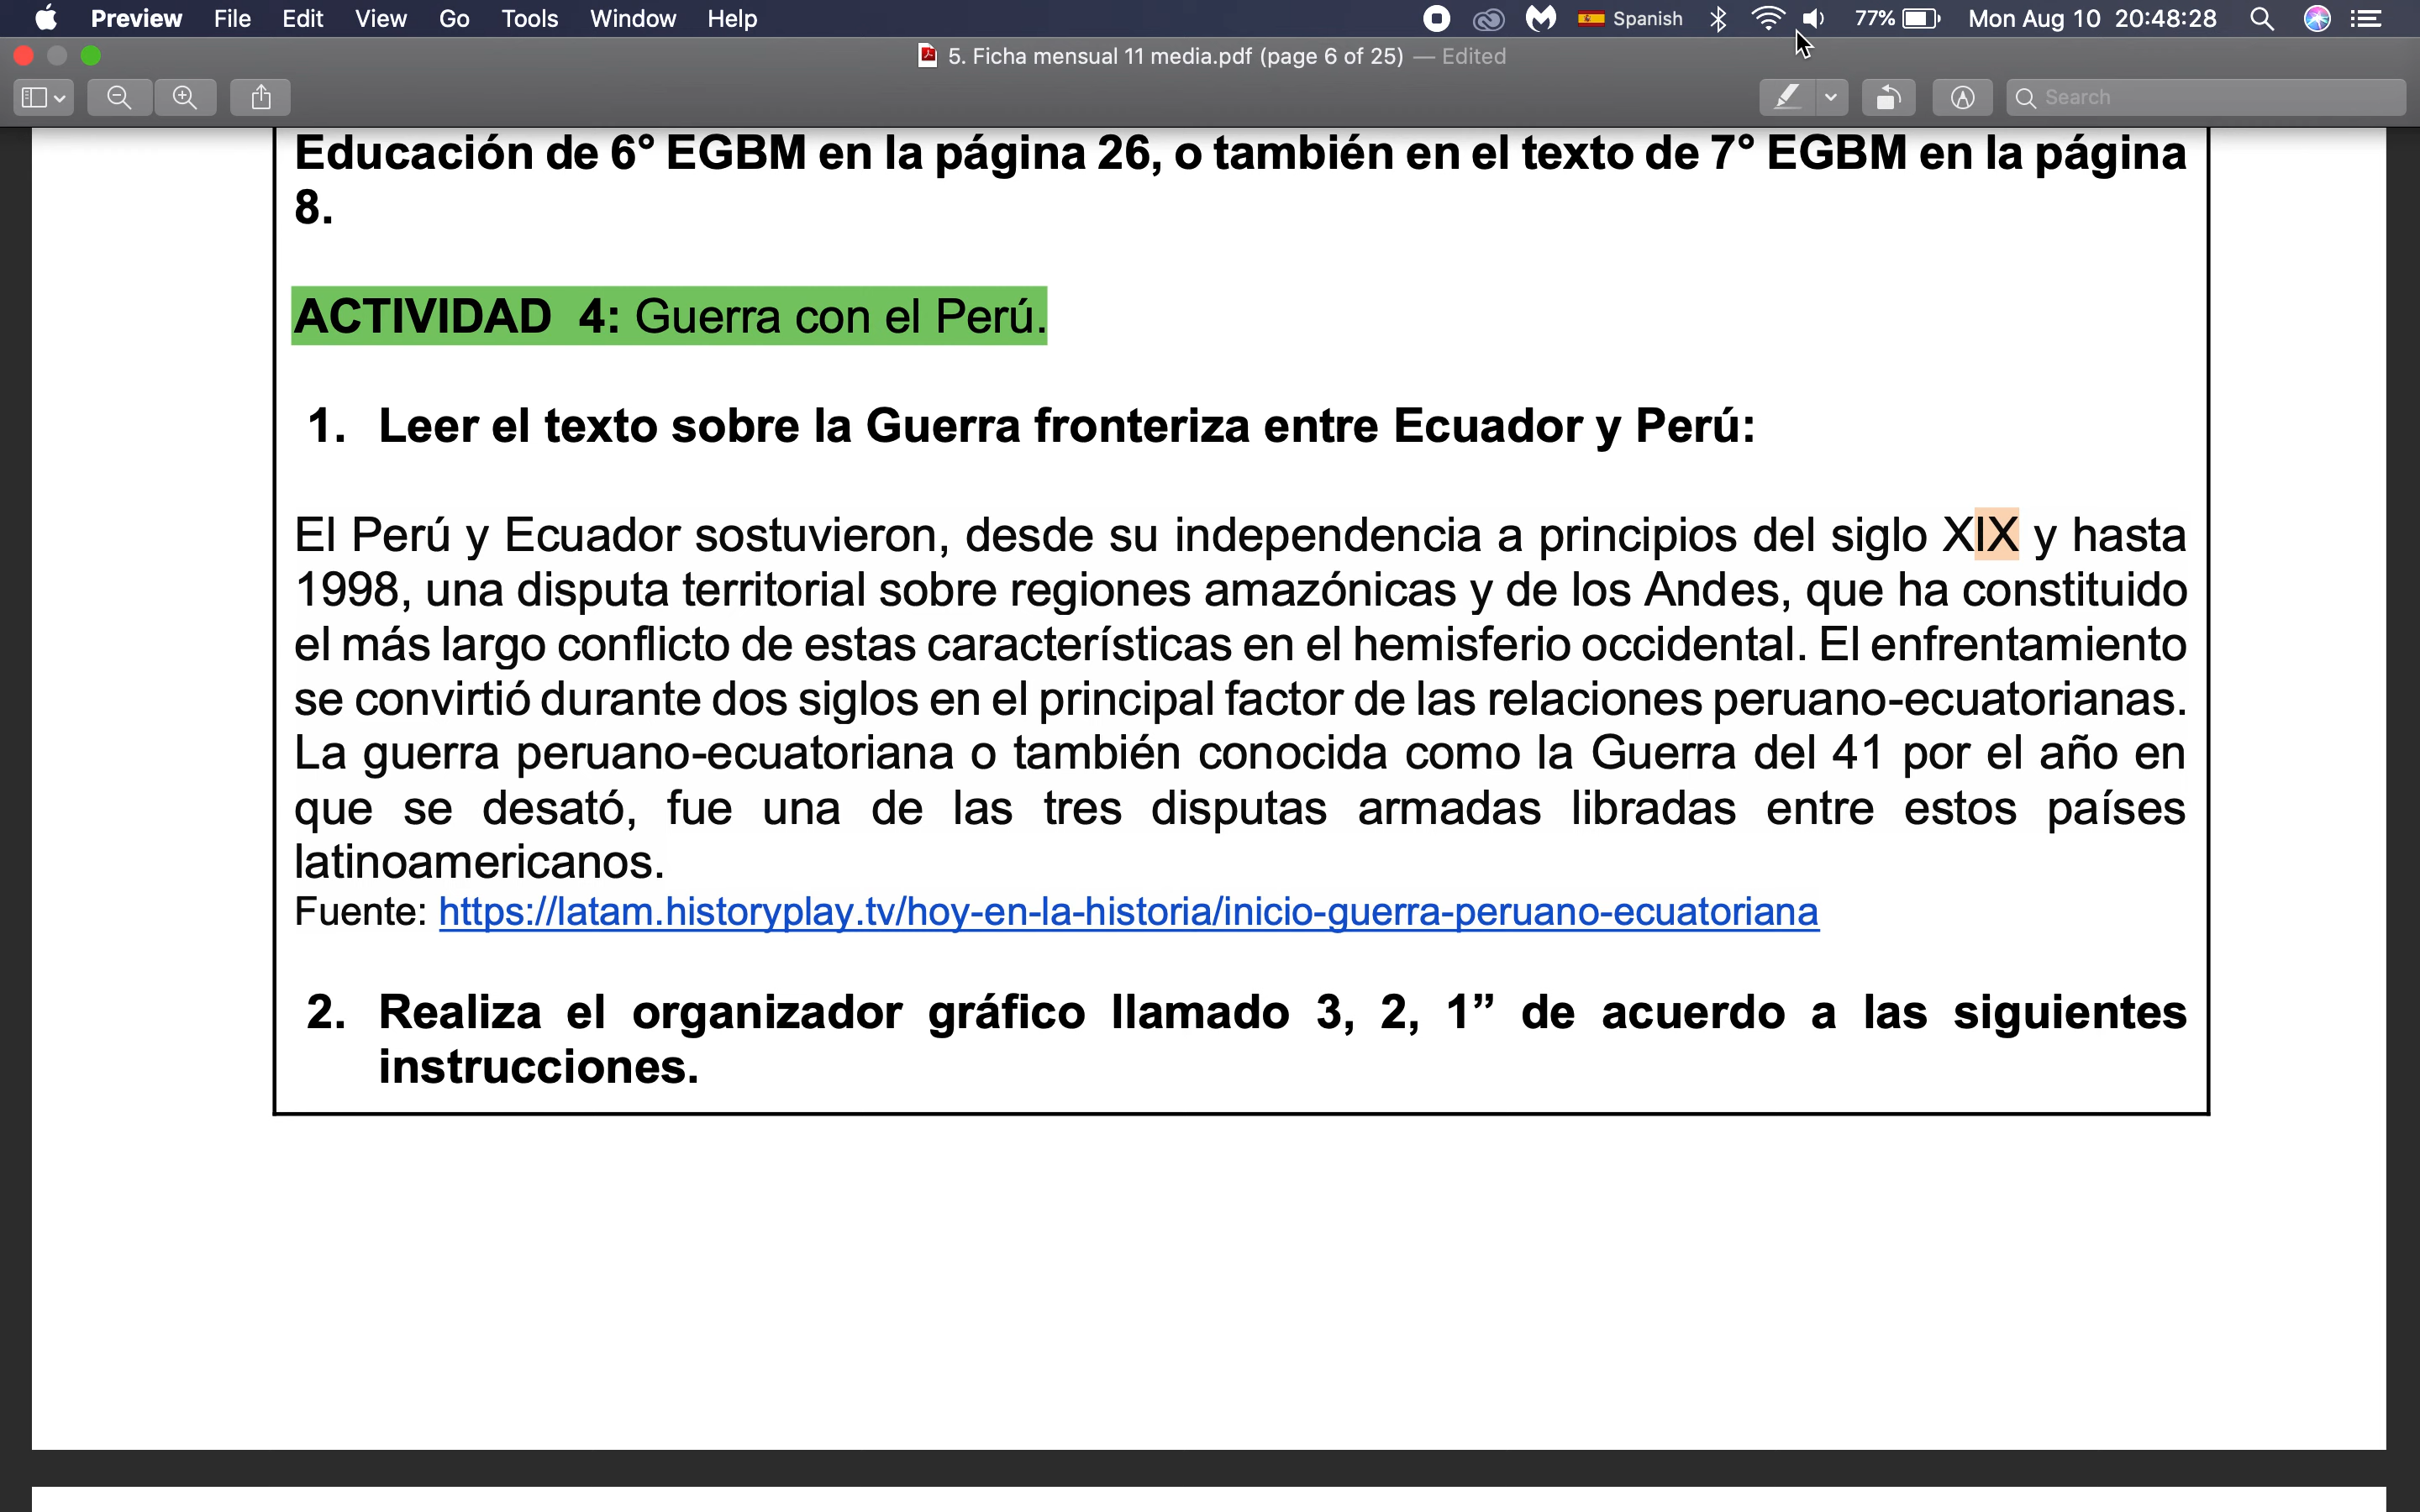 Preview File Edit View Go Tools Window Help Spanish 77% Mon Aug 10 20:48:28
5. Ficha mensual 11 media.pdf (page 6 of 25) — Edited
Search
Educación de 6° EGBM en la página 26, o también en el texto de 7° EGBM en la página
8.
ACTIVIDAD 4: Guerra con el Perú.
1. Leer el texto sobre la Guerra fronteriza entre Ecuador y Perú:
El Perú y Ecuador sostuvieron, desde su independencia a principios del siglo XIX y hasta
1998, una disputa territorial sobre regiones amazónicas y de los Andes, que ha constituido
el más largo conflicto de estas características en el hemisferio occidental. El enfrentamiento
se convirtió durante dos siglos en el principal factor de las relaciones peruano-ecuatorianas.
La guerra peruano-ecuatoriana o también conocida como la Guerra del 41 por el año en
que se desató, fue una de las tres disputas armadas libradas entre estos países
latinoamericanos.
Fuente: https://latam.historyplay.tv/hoy-en-la-historia/inicio-guerra-peruano-ecuatoriana
2. Realiza el organizador gráfico llamado 3, 2, 1” de acuerdo a las siguientes
instrucciones.